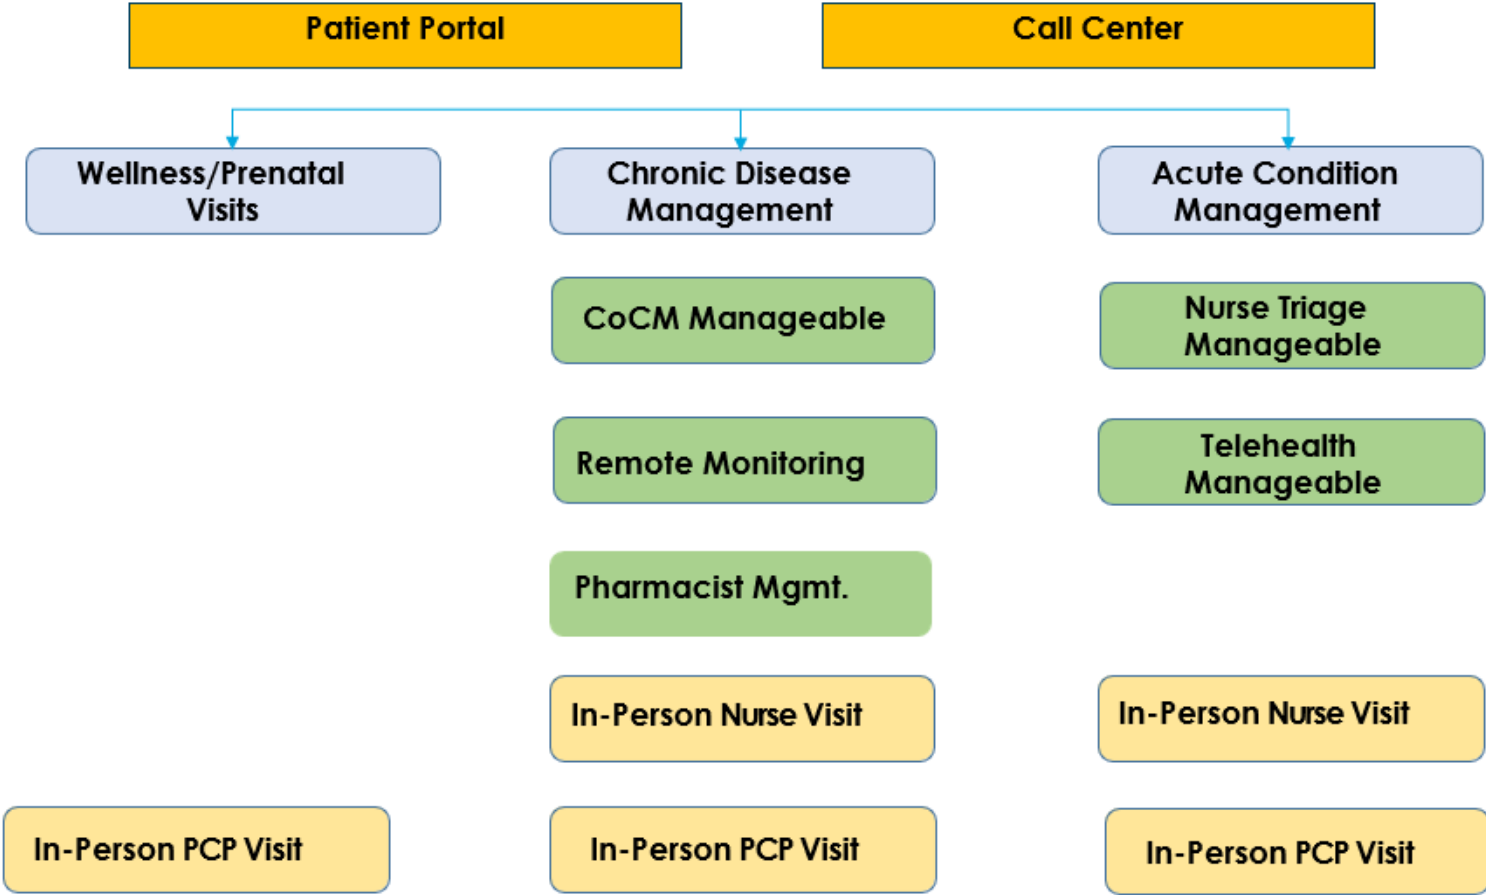 Patient Portal
Call Center
Wellness/Prenatal
Visits
Chronic Disease
Management
Acute Condition
Management
CoCM Manageable
Nurse Triage
Manageable
Remote Monitoring
Telehealth
Manageable
Pharmacist Mgmt.
In-Person Nurse Visit
In-Person Nurse Visit
In-Person PCP Visit
In-Person PCP Visit
In-Person PCP Visit